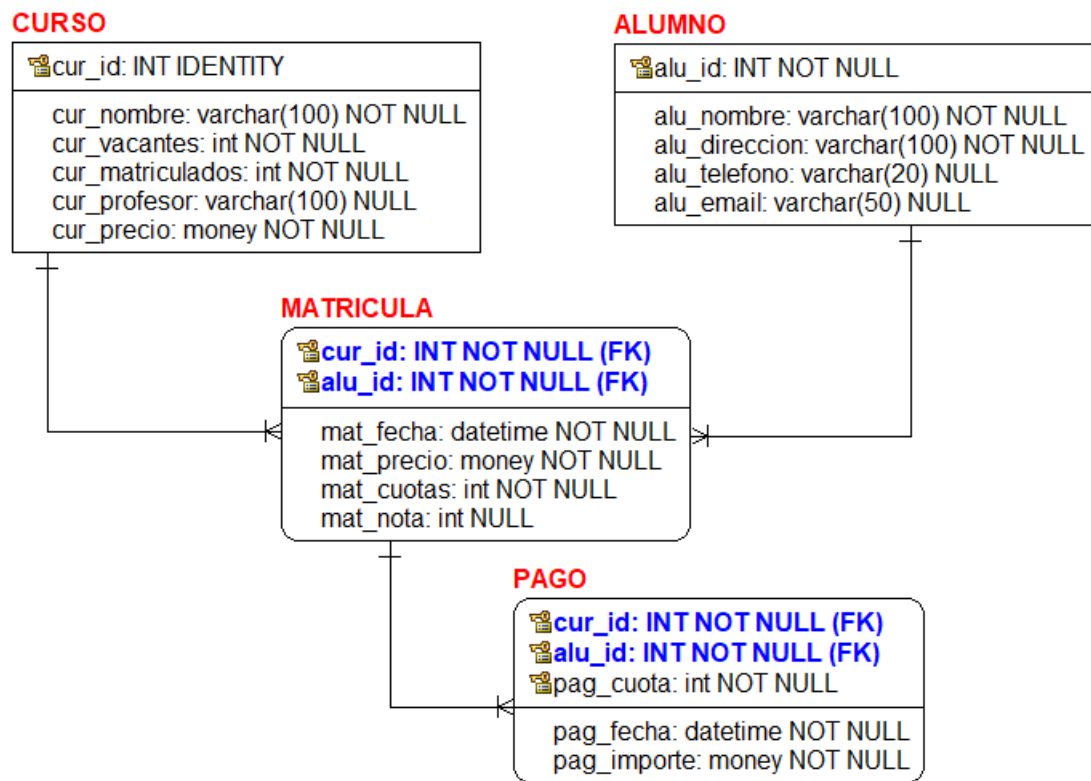 CURSO
cur_id: INT IDENTITY
cur_nombre: varchar(100) NOT NULL
cur_vacantes: int NOT NULL
cur_matriculados: int NOT NULL
cur_profesor: varchar(100) NULL
cur_precio: money NOT NULL
ALUMNO
alu_id: INT NOT NULL
alu_nombre: varchar(100) NOT NULL
alu_direccion: varchar(100) NOT NULL
alu_telefono: varchar(20) NULL
alu_email: varchar(50) NULL
MATRICULA
cur_id: INT NOT NULL (FK)
alu_id: INT NOT NULL (FK)
mat_fecha: datetime NOT NULL
mat_precio: money NOT NULL
mat_cuotas: int NOT NULL
mat_nota: int NULL
PAGO
cur_id: INT NOT NULL (FK)
alu_id: INT NOT NULL (FK)
pag_cuota: int NOT NULL
pag_fecha: datetime NOT NULL
pag_importe: money NOT NULL